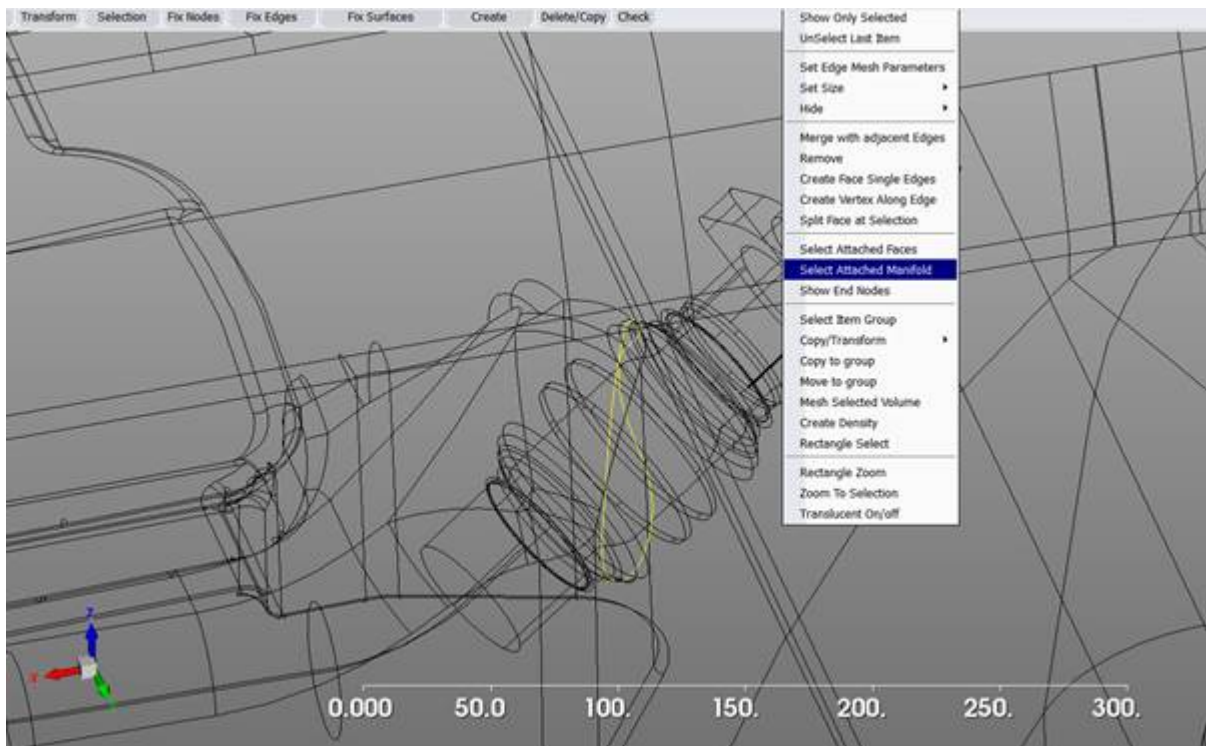 Transform Selection Fix Nodes Fix Edges Fix Surfaces Create Delete/Copy Check
Show Only Selected
UnSelect Last Item
Set Edge Mesh Parameters
Set Size
Hide
Merge with adjacent Edges
Remove
Create Face Single Edges
Create Vertex Along Edge
Split Face at Selection
Select Attached Faces
Select Attached Manifold
Show End Nodes
Select Item Group
Copy/Transform
Copy to group
Move to group
Mesh Selected Volume
Create Density
Rectangle Select
Rectangle Zoom
Zoom To Selection
Translucent On/off
Z
X
0.000 50.0 100. 150. 200. 250. 300.